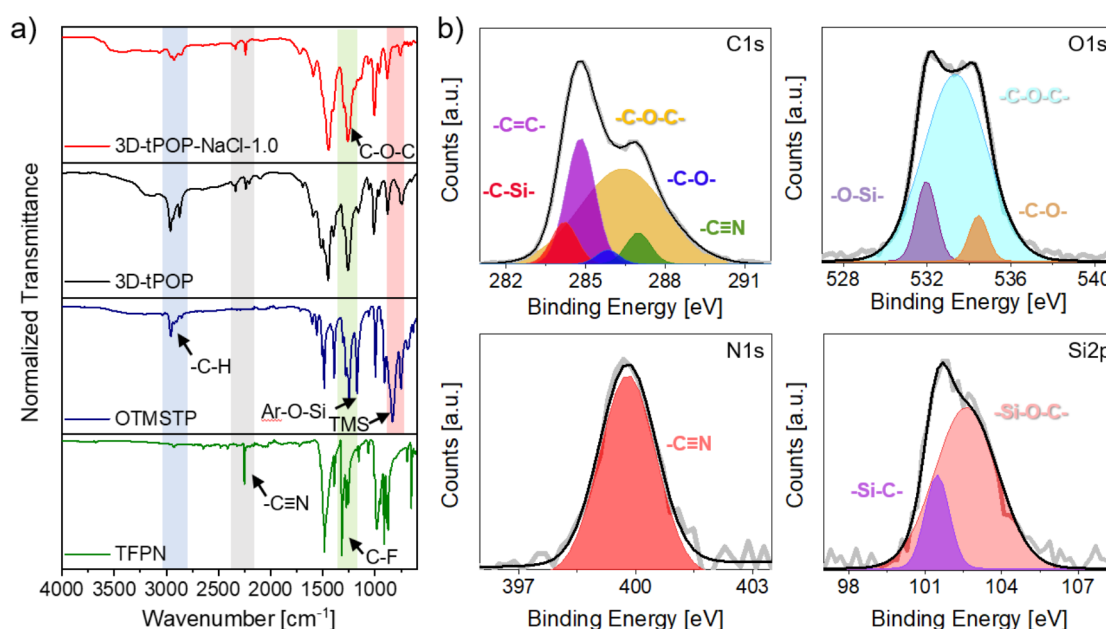 a)
Normalized Transmittance
3D-tPOP-NaCl-1.0
C-O-C
3D-tPOP
-C-H
Ar-O-Si
TMS
OTMSTP
-C≡N
C-F
TFPN
4000 3500 3000 2500 2000 1500 1000
Wavenumber [cm⁻¹]
b)
C1s
Counts [a.u.]
-C=C-
-C-O-C-
-C-Si-
-C-O-
-C≡N
282 285 288 291
Binding Energy [eV]
O1s
Counts [a.u.]
-C-O-C-
-O-Si-
-C-O-
528 532 536 540
Binding Energy [eV]
N1s
Counts [a.u.]
-C≡N
397 400 403
Binding Energy [eV]
Si2p
Counts [a.u.]
-Si-O-C-
-Si-C-
98 101 104 107
Binding Energy [eV]